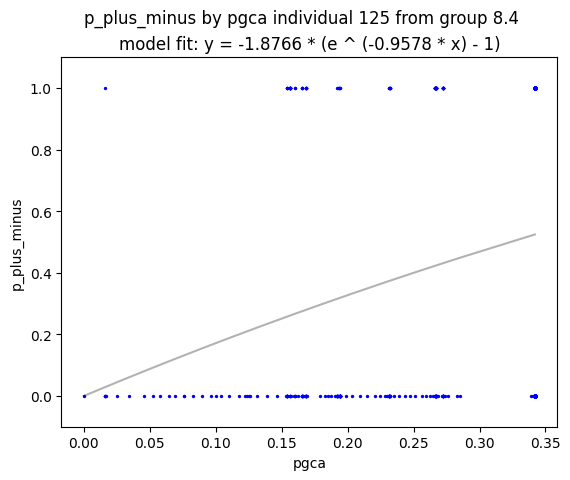 p_plus_minus by pgca individual 125 from group 8.4
model fit: y = -1.8766 * (e ^ (-0.9578 * x) - 1)
1.0
0.8
0.6
0.4
0.2
0.0
p_plus_minus
0.00 0.05 0.10 0.15 0.20 0.25 0.30 0.35
pgca